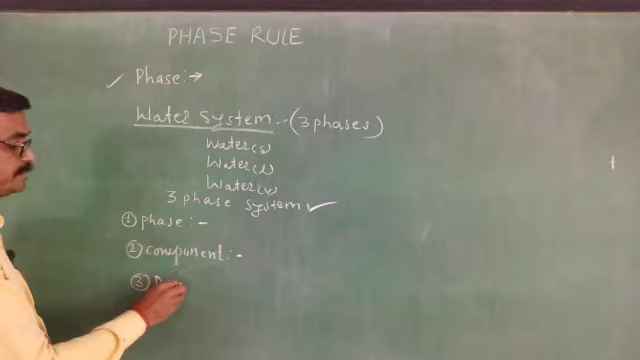 PHASE RULE
✓ Phase:→
Water System :- (3 phases)
Water(s)
Water(l)
Water(v)
3 phase system ✓
① phase :-
② component :-
③